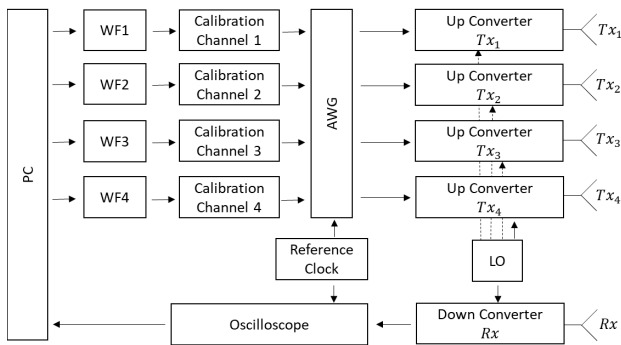 PC
WF1
Calibration
Channel 1
AWG
Up Converter
Tx1
Tx1
WF2
Calibration
Channel 2
Up Converter
Tx2
Tx2
WF3
Calibration
Channel 3
Up Converter
Tx3
Tx3
WF4
Calibration
Channel 4
Up Converter
Tx4
Tx4
Reference
Clock
LO
Oscilloscope
Down Converter
Rx
Rx